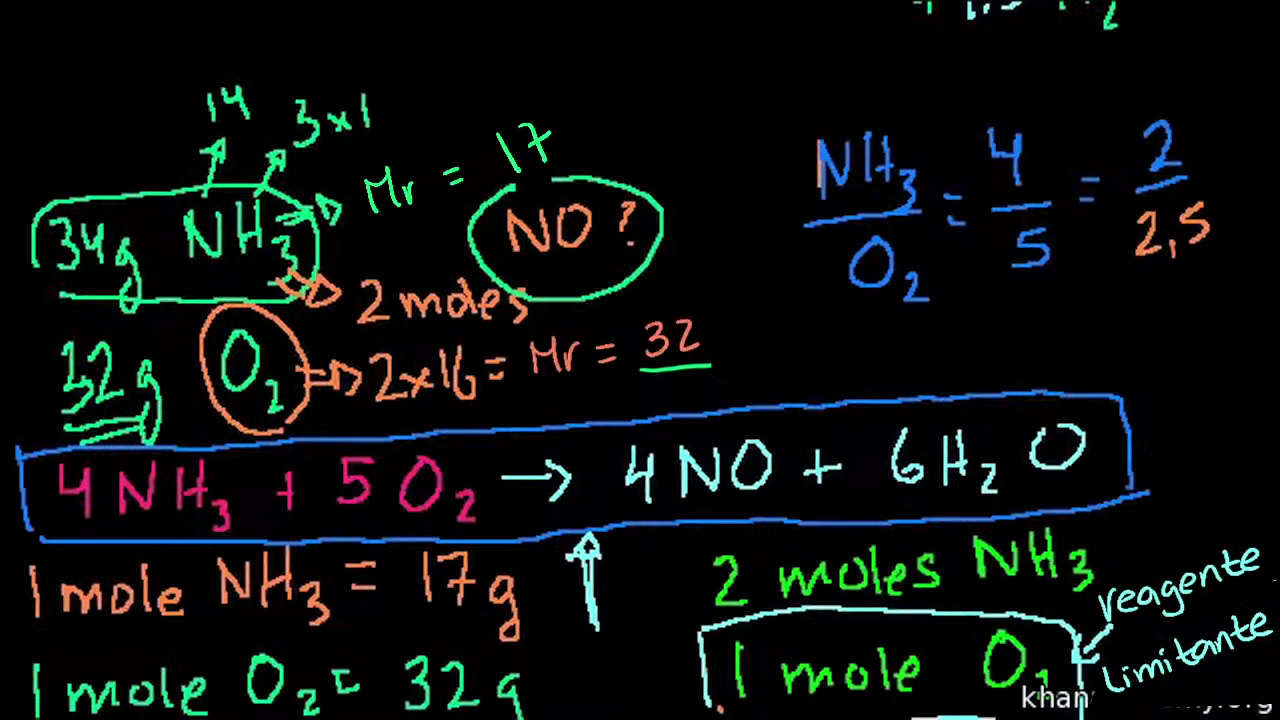 14
3x1
Mr = 17
34g NH3
NO?
2 moles
32g O2
2x16 = Mr = 32
NH3/O2 = 4/5 = 2/2,5
4NH3 + 5O2 → 4NO + 6H2O
1 mole NH3 = 17g
1 mole O2 = 32g
2 moles NH3
1 mole O2
reagente
limitante
khan